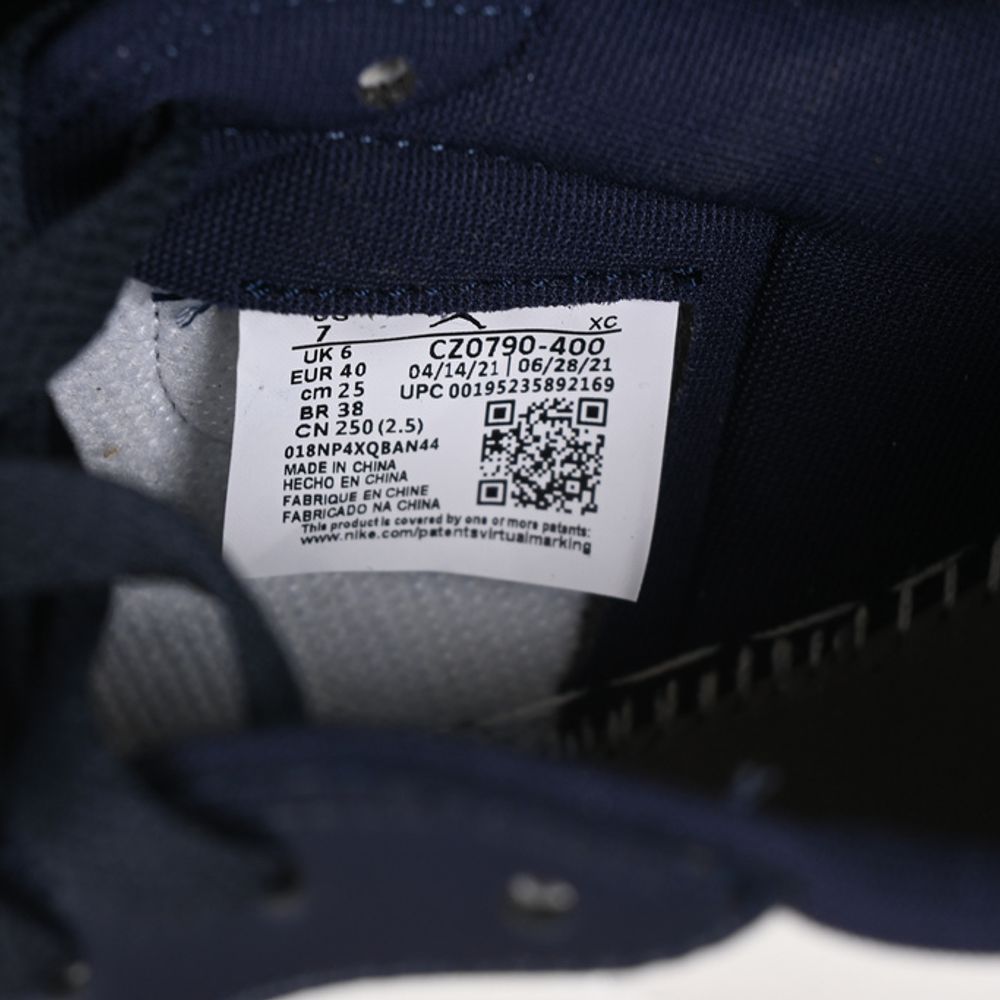 7
XC
UK 6
CZ0790-400
EUR 40
04/14/21 | 06/28/21
cm 25
UPC 00195235892169
BR 38
CN 250 (2.5)
018NP4XQBAN44
MADE IN CHINA
HECHO EN CHINA
FABRIQUE EN CHINE
FABRICADO NA CHINA
This product is covered by one or more patents:
www.nike.com/patentsvirtualmarking